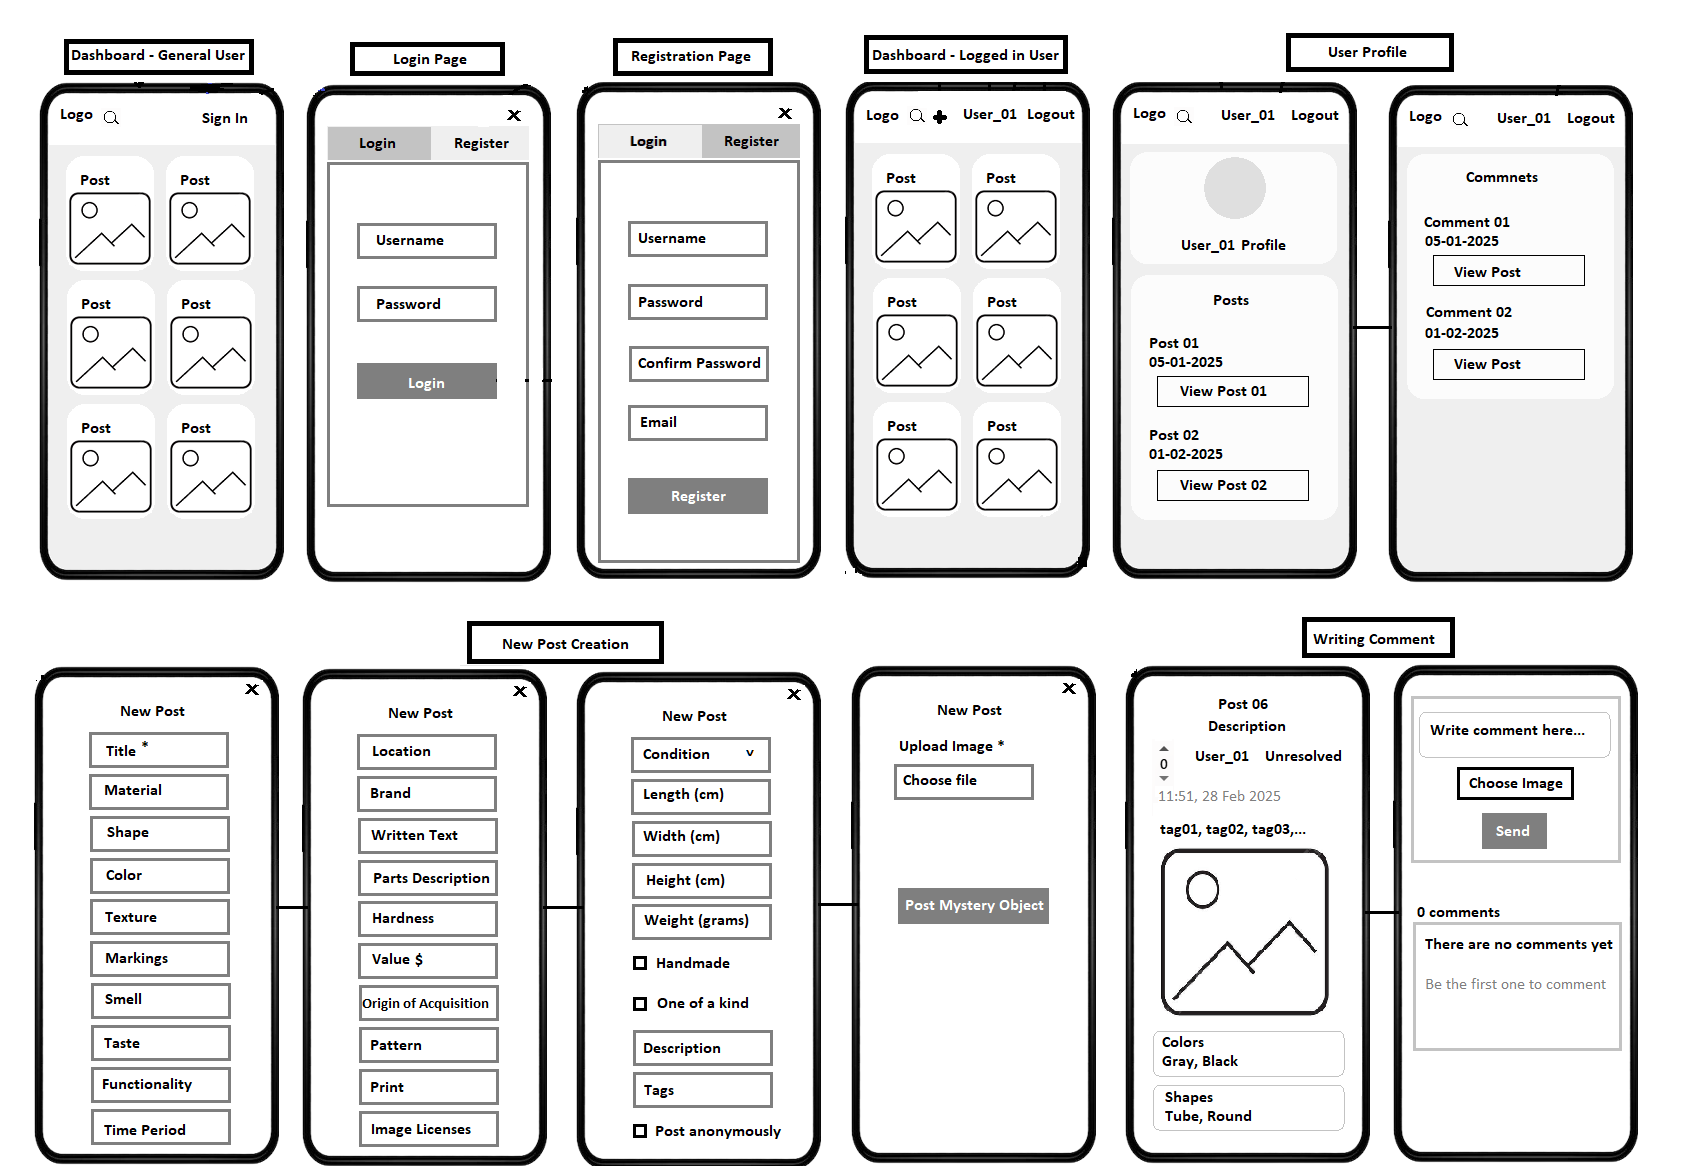 Dashboard - General User
Logo
Sign In
Post
Post
Post
Post
Post
Post
Login Page
X
Login
Register
Username
Password
Login
Registration Page
X
Login
Register
Username
Password
Confirm Password
Email
Register
Dashboard - Logged in User
Logo
User_01
Logout
Post
Post
Post
Post
Post
Post
User Profile
Logo
User_01
Logout
User_01 Profile
Posts
Post 01
05-01-2025
View Post 01
Post 02
01-02-2025
View Post 02
Logo
User_01
Logout
Commnets
Comment 01
05-01-2025
View Post
Comment 02
01-02-2025
View Post
New Post Creation
X
New Post
Title *
Material
Shape
Color
Texture
Markings
Smell
Taste
Functionality
Time Period
X
New Post
Location
Brand
Written Text
Parts Description
Hardness
Value $
Origin of Acquisition
Pattern
Print
Image Licenses
X
New Post
Condition v
Length (cm)
Width (cm)
Height (cm)
Weight (grams)
Handmade
One of a kind
Description
Tags
Post anonymously
X
New Post
Upload Image *
Choose file
Post Mystery Object
Writing Comment
Post 06
Description
0
User_01
Unresolved
11:51, 28 Feb 2025
tag01, tag02, tag03,...
Colors
Gray, Black
Shapes
Tube, Round
Write comment here...
Choose Image
Send
0 comments
There are no comments yet
Be the first one to comment